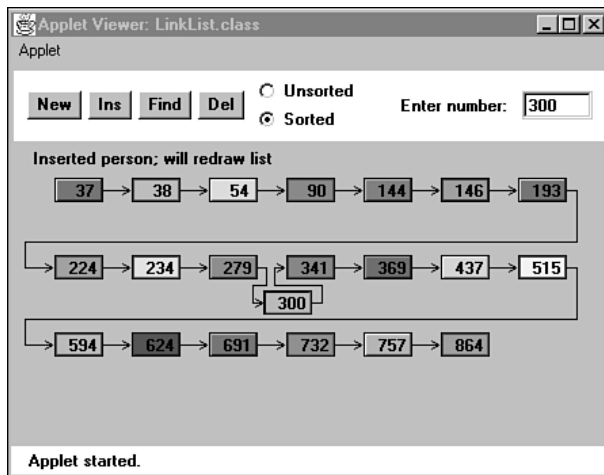 Applet Viewer: LinkList.class
Applet
New Ins Find Del Unsorted Sorted Enter number: 300
Inserted person; will redraw list
37 38 54 90 144 146 193
224 234 279 341 369 437 515
300
594 624 691 732 757 864
Applet started.